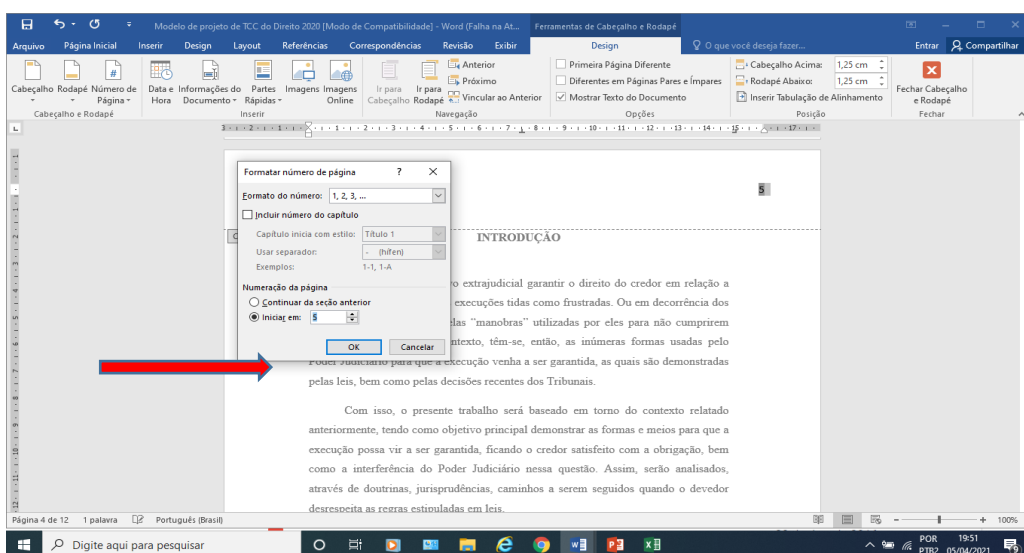 Modelo de projeto de TCC do Direito 2020 [Modo de Compatibilidade] - Word (Falha na At... Ferramentas de Cabeçalho e Rodapé
Arquivo Página Inicial Inserir Design Layout Referências Correspondências Revisão Exibir Design O que você deseja fazer... Entrar Compartilhar
Cabeçalho Rodapé Número de Página
Data e Hora Informações do Documento Partes Rápidas Imagens Imagens Online
Cabeçalho Ir para Rodapé Anterior Próximo Vincular ao Anterior
Primeira Página Diferente
Diferentes em Páginas Pares e Ímpares
Mostrar Texto do Documento
Cabeçalho Acima: 1,25 cm
Rodapé Abaixo: 1,25 cm
Inserir Tabulação de Alinhamento
Fechar Cabeçalho e Rodapé
Cabeçalho e Rodapé Inserir Navegação Opções Posição Fechar
5
Formatar número de página ? ×
Formato do número: 1, 2, 3, ...
Incluir número do capítulo
Capítulo inicia com estilo: Título 1
Usar separador: - (hífen)
Exemplos: 1-1, 1-A
Numeração da página
Continuar da seção anterior
Iniciar em: 5
OK Cancelar
INTRODUÇÃO
extrajudicial garantir o direito do credor em relação a
execuções tidas como frustradas. Ou em decorrência dos
elas “manobras” utilizadas por eles para não cumprirem
ntexto, têm-se, então, as inúmeras formas usadas pelo
Poder Judiciário para que a execução venha a ser garantida, as quais são demonstradas
pelas leis, bem como pelas decisões recentes dos Tribunais.
Com isso, o presente trabalho será baseado em torno do contexto relatado
anteriormente, tendo como objetivo principal demonstrar as formas e meios para que a
execução possa vir a ser garantida, ficando o credor satisfeito com a obrigação, bem
como a interferência do Poder Judiciário nessa questão. Assim, serão analisados,
através de doutrinas, jurisprudências, caminhos a serem seguidos quando o devedor
desrespeita as regras estipuladas em leis.
Página 4 de 12 1 palavra Português (Brasil) 100%
Digite aqui para pesquisar POR PTB2 19:51 05/04/2021